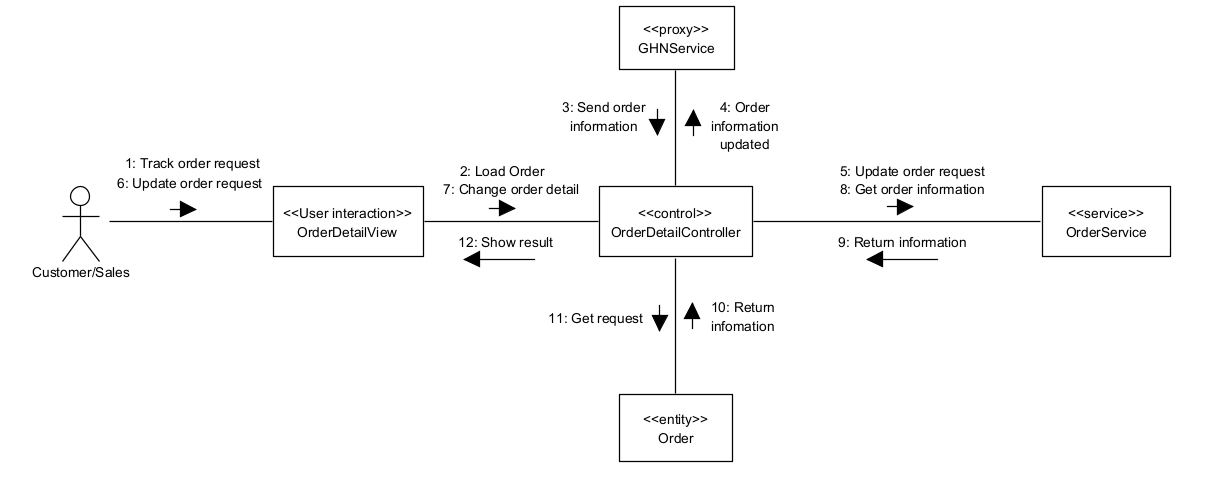 <<proxy>>
GHNService
3: Send order
information
4: Order
information
updated
1: Track order request
6: Update order request
2: Load Order
7: Change order detail
5: Update order request
8: Get order information
<<User interaction>>
OrderDetailView
<<control>>
OrderDetailController
<<service>>
OrderService
12: Show result
9: Return information
Customer/Sales
11: Get request
10: Return
infomation
<<entity>>
Order